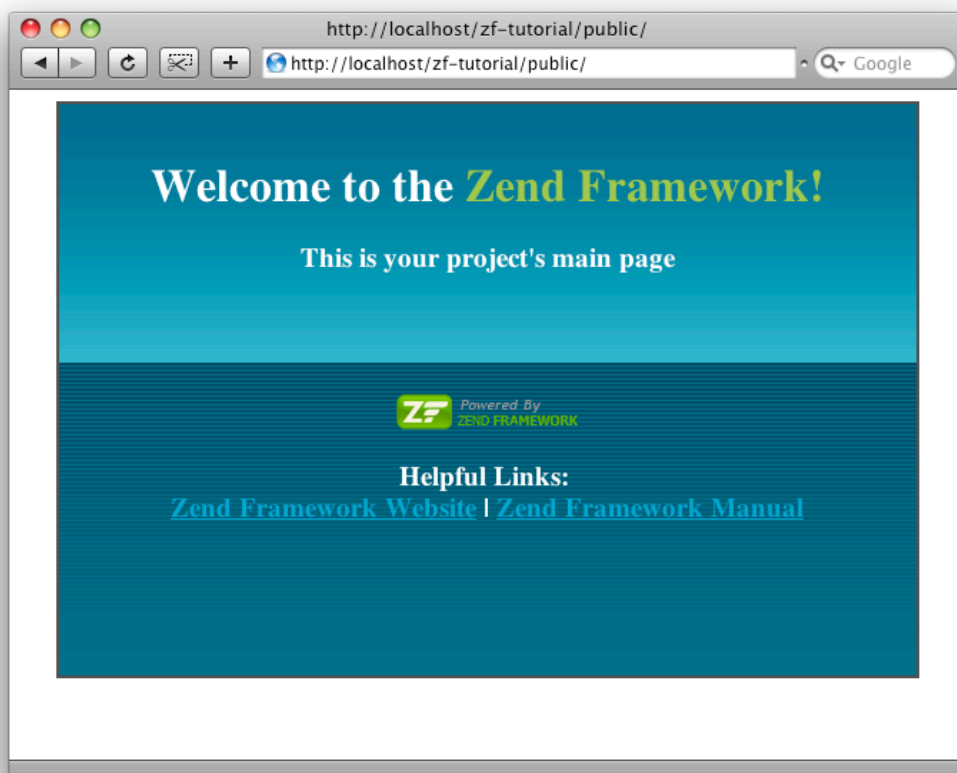 http://localhost/zf-tutorial/public/
http://localhost/zf-tutorial/public/
Google
Welcome to the Zend Framework!
This is your project's main page
ZF Powered By
ZEND FRAMEWORK
Helpful Links:
Zend Framework Website | Zend Framework Manual